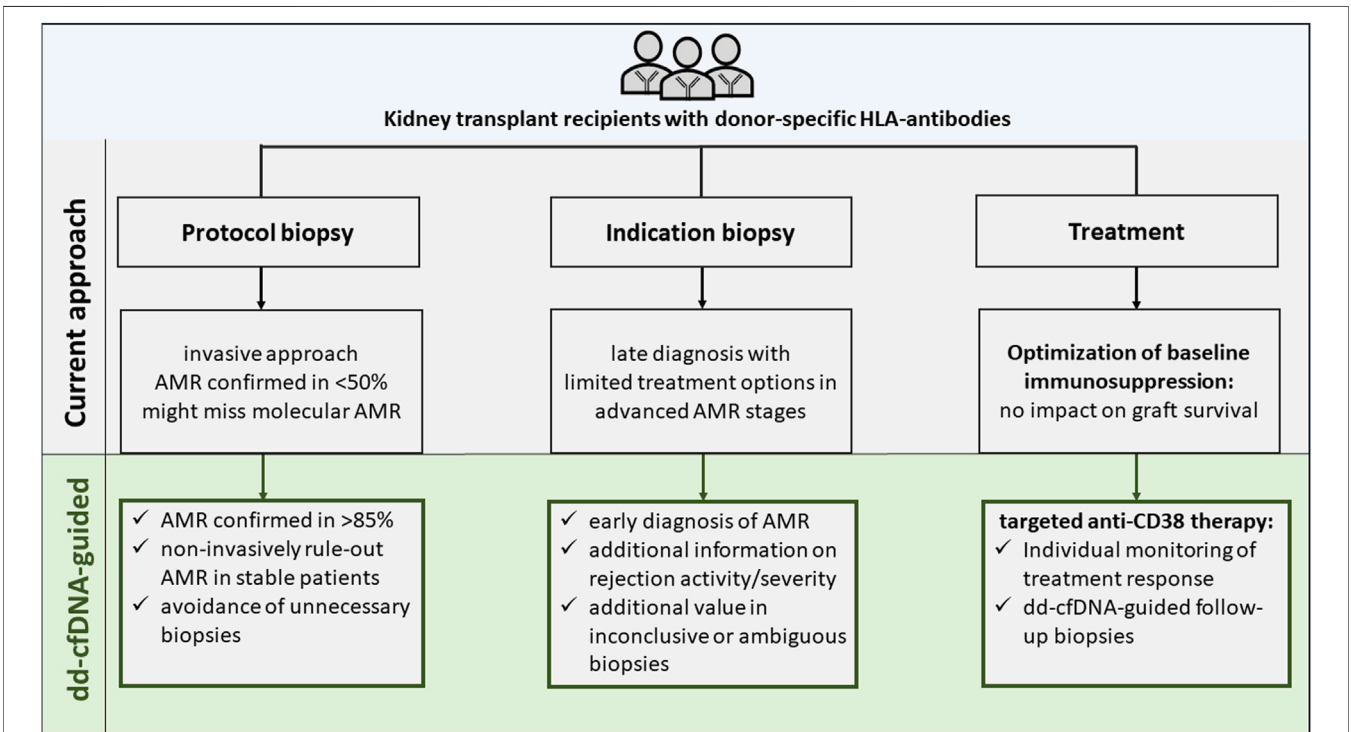 Kidney transplant recipients with donor-specific HLA-antibodies
Current approach
Protocol biopsy
Indication biopsy
Treatment
invasive approach
AMR confirmed in <50%
might miss molecular AMR
late diagnosis with
limited treatment options in
advanced AMR stages
Optimization of baseline
immunosuppression:
no impact on graft survival
dd-cfDNA-guided
✓ AMR confirmed in >85%
✓ non-invasively rule-out
AMR in stable patients
✓ avoidance of unnecessary
biopsies
✓ early diagnosis of AMR
✓ additional information on
rejection activity/severity
✓ additional value in
inconclusive or ambiguous
biopsies
targeted anti-CD38 therapy:
✓ Individual monitoring of
treatment response
✓ dd-cfDNA-guided follow-
up biopsies